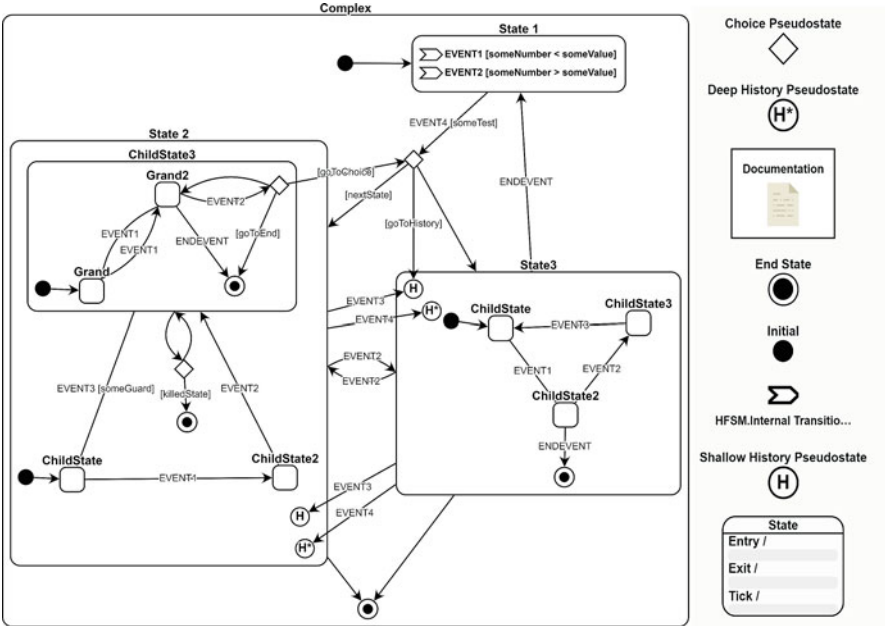 Complex
State 1
EVENT1 [someNumber < someValue]
EVENT2 [someNumber > someValue]
EVENT4 [someTest]
State 2
ChildState3
Grand2
[goToChoice]
EVENT2
[nextState]
ENDEVENT
EVENT1
EVENT1
ENDEVENT
[goToEnd]
[goToHistory]
Grand
State3
H
EVENT3
H*
ChildState
ChildState3
EVENT4
EVENT3
EVENT2
EVENT2
EVENT1
EVENT2
EVENT3 [someGuard]
[killedState]
EVENT2
ChildState2
ENDEVENT
ChildState
ChildState2
EVENT1
EVENT3
H
EVENT4
H*
Choice Pseudostate
Deep History Pseudostate
H*
Documentation
End State
Initial
HFSM.Internal Transitio...
Shallow History Pseudostate
H
State
Entry /
Exit /
Tick /